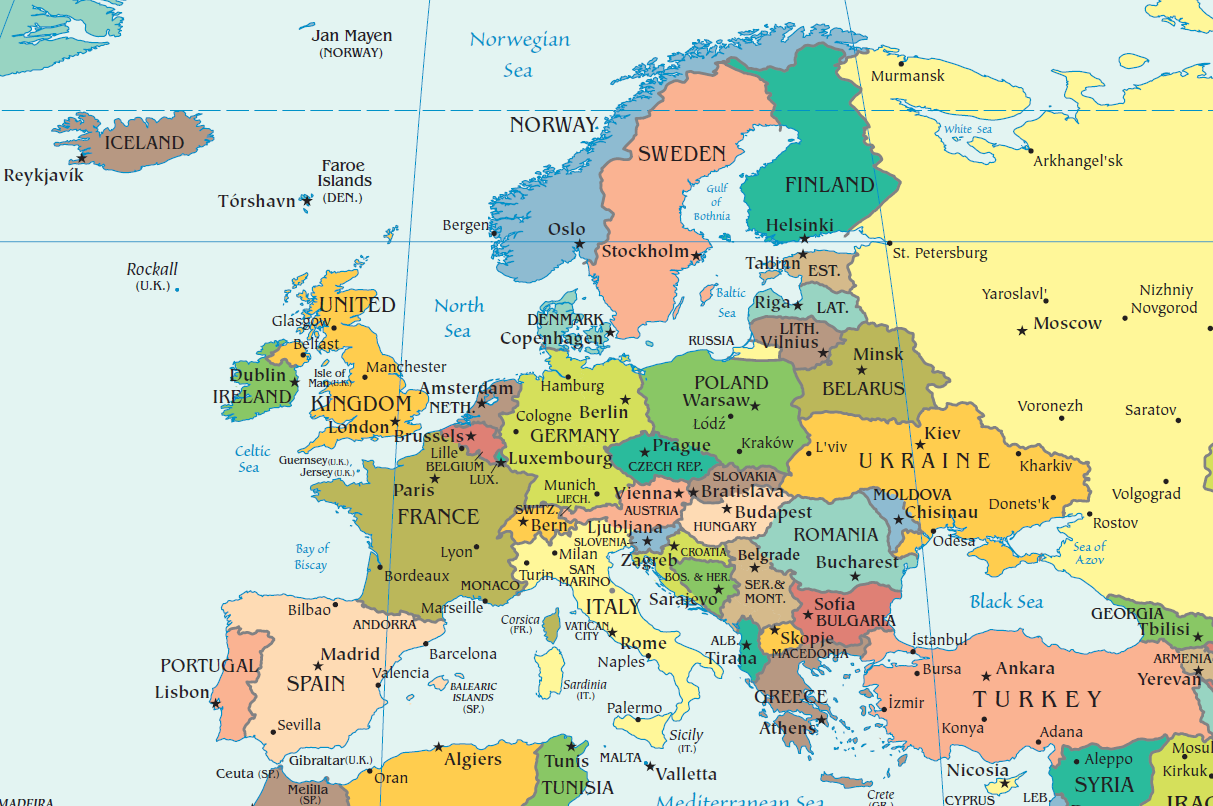 Jan Mayen
(NORWAY)
Norwegian
Sea
Murmansk
NORWAY
White Sea
ICELAND
SWEDEN
Arkhangel'sk
Reykjavík
Faroe
Islands
(DEN.)
FINLAND
Tórshavn
Gulf
of
Bothnia
Bergen
Oslo
Helsinki
Stockholm
St. Petersburg
Tallinn
EST.
Rockall
(U.K.)
Baltic
Sea
Riga
LAT.
Yaroslavl'
Nizhniy
Novgorod
UNITED
North
Sea
Glasgow
DENMARK
Copenhagen
LITH.
Vilnius
Moscow
RUSSIA
Belfast
Minsk
Manchester
Dublin
Isle of
Man (U.K.)
IRELAND
KINGDOM
Amsterdam
NETH.
Hamburg
POLAND
Warsaw
BELARUS
Berlin
Cologne
Łódź
Voronezh
Saratov
London
Brussels
GERMANY
Kraków
L'viv
Kiev
Celtic
Sea
Lille
BELGIUM
LUX.
Luxembourg
Prague
CZECH REP.
UKRAINE
Kharkiv
Guernsey (U.K.)
Jersey (U.K.)
Paris
Munich
LIECH.
SLOVAKIA
Vienna
Bratislava
MOLDOVA
Donets'k
Volgograd
FRANCE
SWITZ.
Bern
AUSTRIA
Budapest
HUNGARY
Chisinau
Rostov
Ljubljana
SLOVENIA
ROMANIA
Odesa
Sea of
Azov
Bay of
Biscay
Lyon
Milan
Zagreb
CROATIA
Belgrade
Bucharest
Turin
SAN
MARINO
BOS. & HER.
SER.&
MONT.
Bordeaux
MONACO
Sarajevo
Black Sea
Bilbao
Marseille
ITALY
Sofia
BULGARIA
GEORGIA
Tbilisi
ANDORRA
Corsica
(FR.)
VATICAN
CITY
Rome
ALB.
Tirana
Skopje
MACEDONIA
İstanbul
PORTUGAL
Madrid
Barcelona
Naples
Bursa
Ankara
ARMENIA
Yerevan
Lisbon
SPAIN
Valencia
BALEARIC
ISLANDS
(SP.)
Sardinia
(IT.)
GREECE
TURKEY
İzmir
Sevilla
Palermo
Athens
Konya
Adana
Sicily
(IT.)
Gibraltar (U.K.)
Algiers
Tunis
MALTA
Valletta
Aleppo
Mosul
Ceuta (SP.)
Oran
Nicosia
Kirkuk
Melilla
(SP.)
TUNISIA
Crete
(GR.)
CYPRUS
LEB.
SYRIA
IRAQ
MADEIRA
Mediterranean Sea